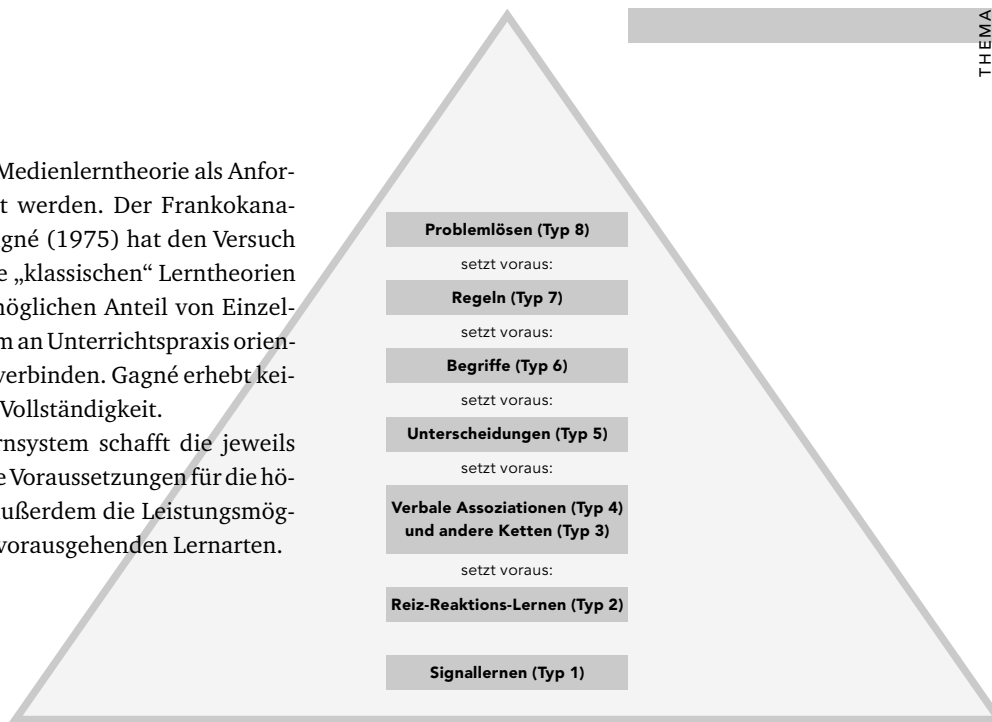 THEMA
Medienlerntheorie als Anfor-
t werden. Der Frankokana-
gné (1975) hat den Versuch
e „klassischen“ Lerntheorien
möglichen Anteil von Einzel-
m an Unterrichtspraxis orien-
verbinden. Gagné erhebt kei-
Vollständigkeit.
rnsystem schafft die jeweils
e Voraussetzungen für die hö-
ußerdem die Leistungsmög-
vorausgehenden Lernarten.
Problemlösen (Typ 8)
setzt voraus:
Regeln (Typ 7)
setzt voraus:
Begriffe (Typ 6)
setzt voraus:
Unterscheidungen (Typ 5)
setzt voraus:
Verbale Assoziationen (Typ 4)
und andere Ketten (Typ 3)
setzt voraus:
Reiz-Reaktions-Lernen (Typ 2)
Signallernen (Typ 1)